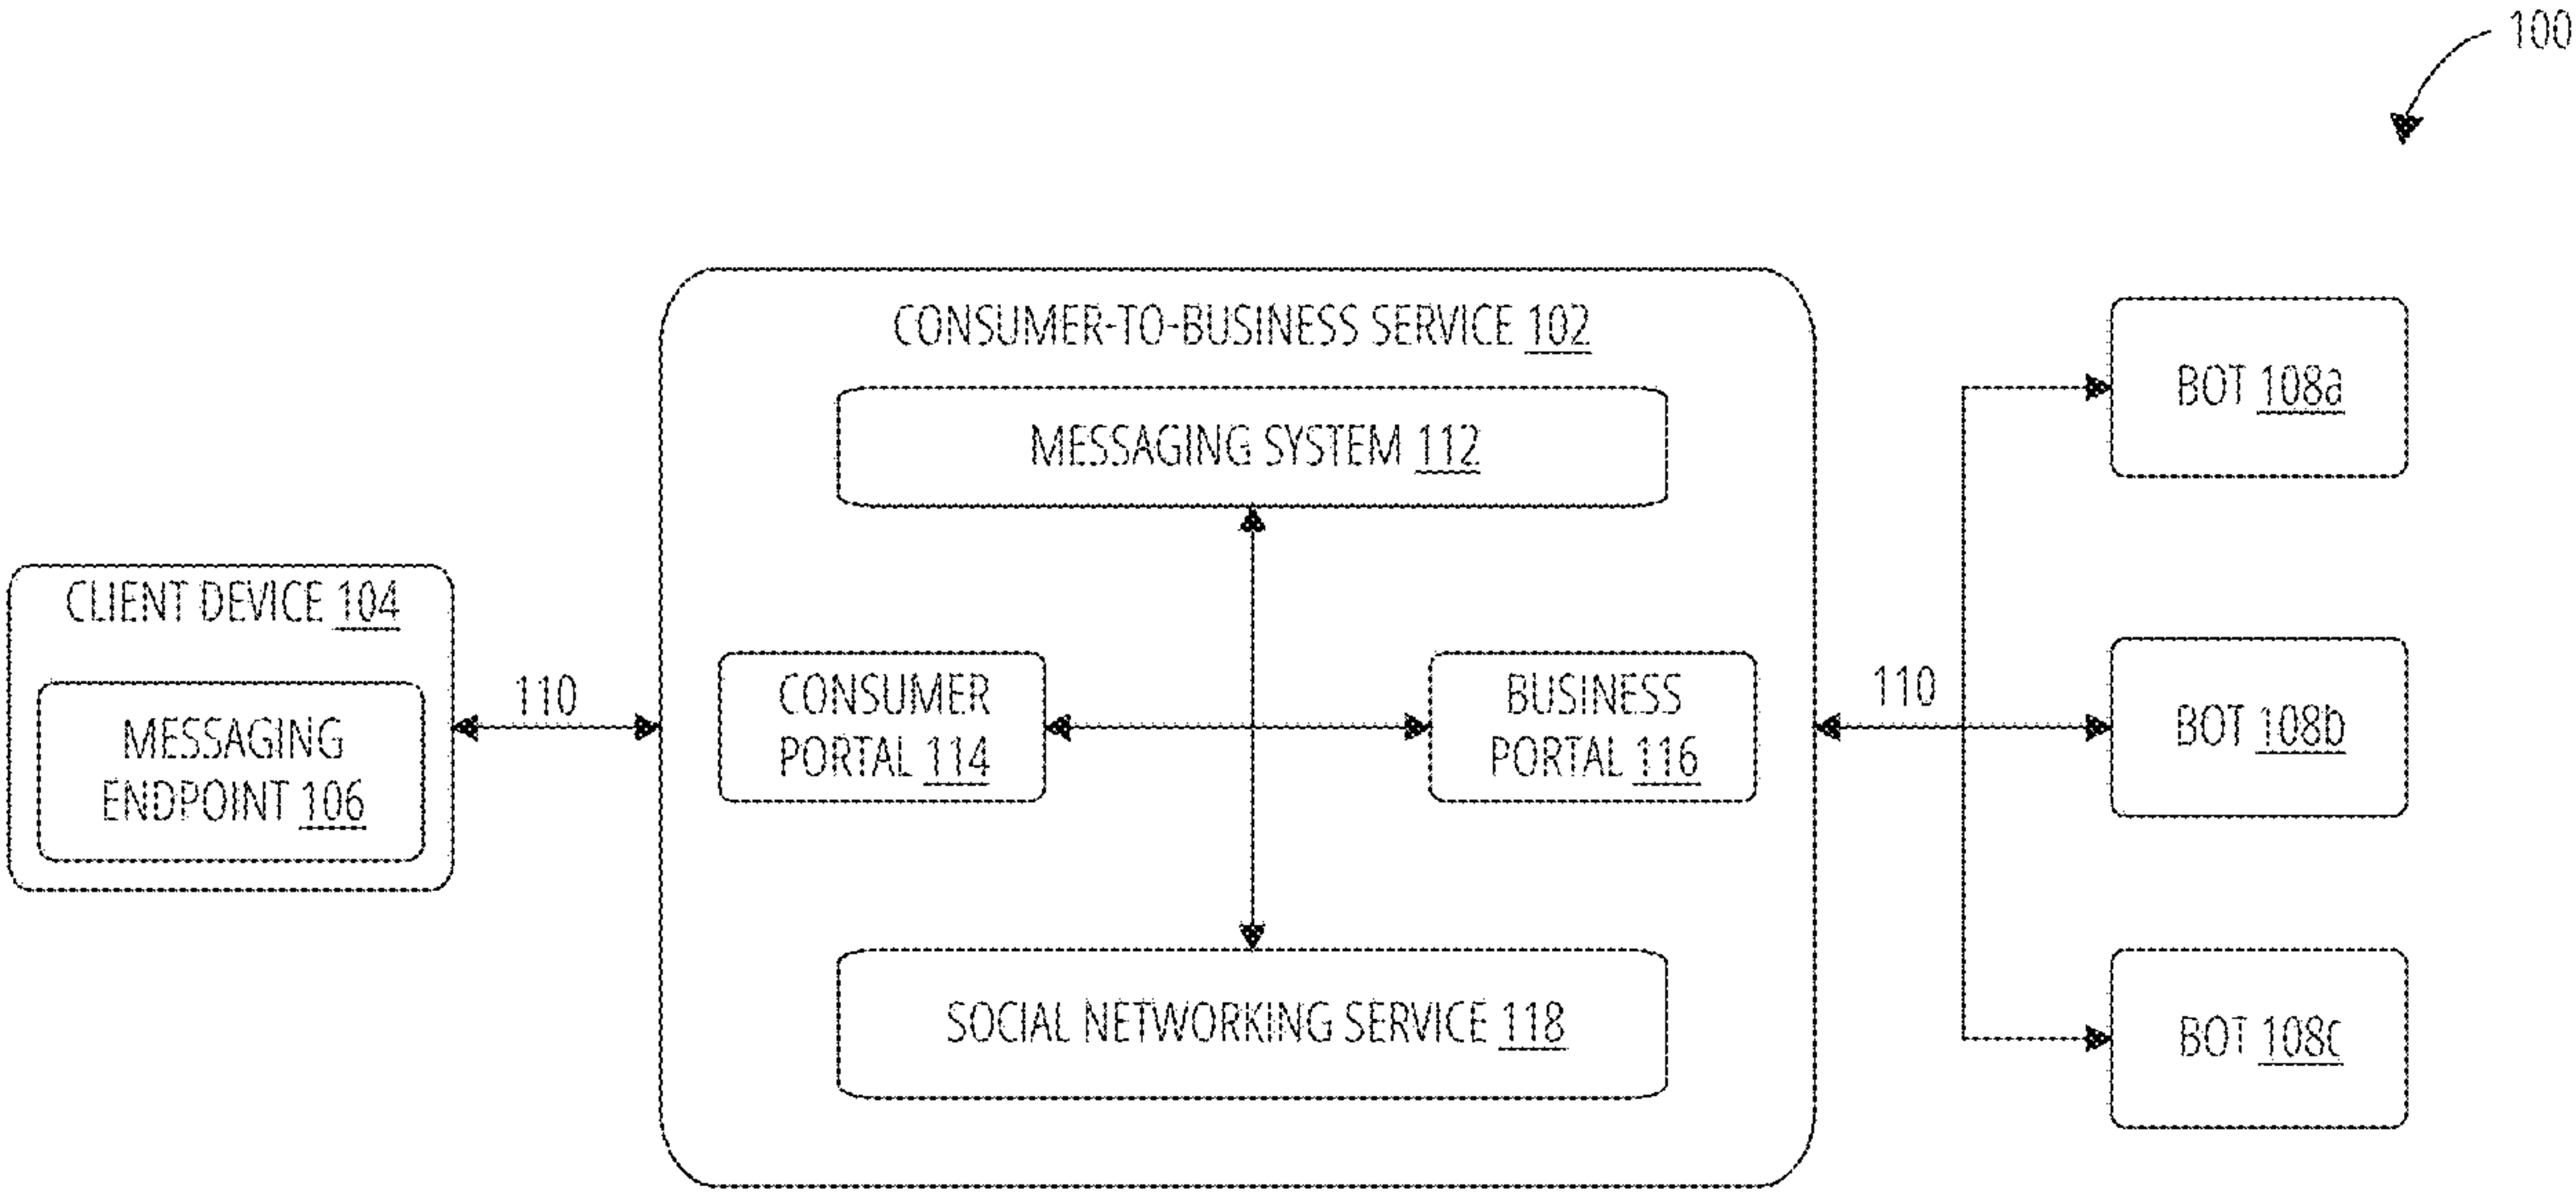 100
CONSUMER-TO-BUSINESS SERVICE 102
MESSAGING SYSTEM 112
CLIENT DEVICE 104
MESSAGING
ENDPOINT 106
110
CONSUMER
PORTAL 114
BUSINESS
PORTAL 116
SOCIAL NETWORKING SERVICE 118
110
BOT 108a
BOT 108b
BOT 108c